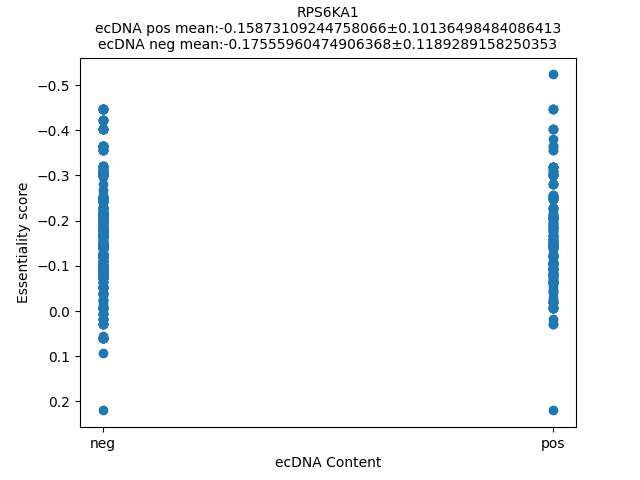 RPS6KA1
ecDNA pos mean:-0.15873109244758066±0.10136498484086413
ecDNA neg mean:-0.17555960474906368±0.1189289158250353
Essentiality score
−0.5
−0.4
−0.3
−0.2
−0.1
0.0
0.1
0.2
neg
pos
ecDNA Content